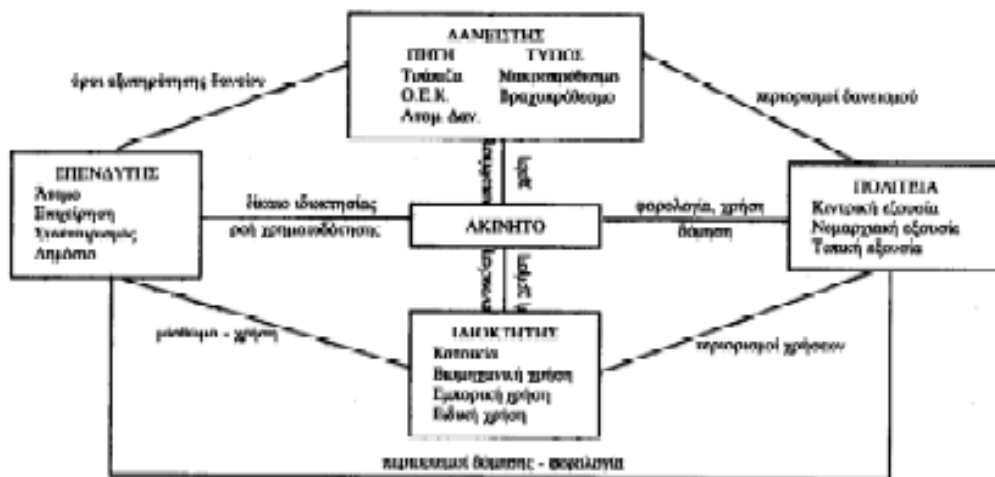 ΔΑΝΕΙΣΤΗΣ
ΠΗΓΗ ΤΥΠΟΣ
Τράπεζα Μακροπρόθεσμο
Ο.Ε.Κ. Βραχυπρόθεσμο
Ατομ. Δαν.
όροι εξυπηρέτησης δανείου
περιορισμοί δανεισμού
ΕΠΕΝΔΥΤΗΣ
Άτομο
Επιχείρηση
Συνεταιρισμός
Δημόσιο
δίκαιο ιδιοκτησίας
ροή χρηματοδότησης
ΑΚΙΝΗΤΟ
φορολογία, χρήση
δόμηση
ΠΟΛΙΤΕΙΑ
Κεντρική εξουσία
Νομαρχιακή εξουσία
Τοπική εξουσία
μίσθωμα - χρήση
ΙΔΙΟΚΤΗΤΗΣ
Κατοικία
Βιομηχανική χρήση
Εμπορική χρήση
Ειδική χρήση
περιορισμοί χρήσεων
περιορισμοί δόμησης - φορολογία